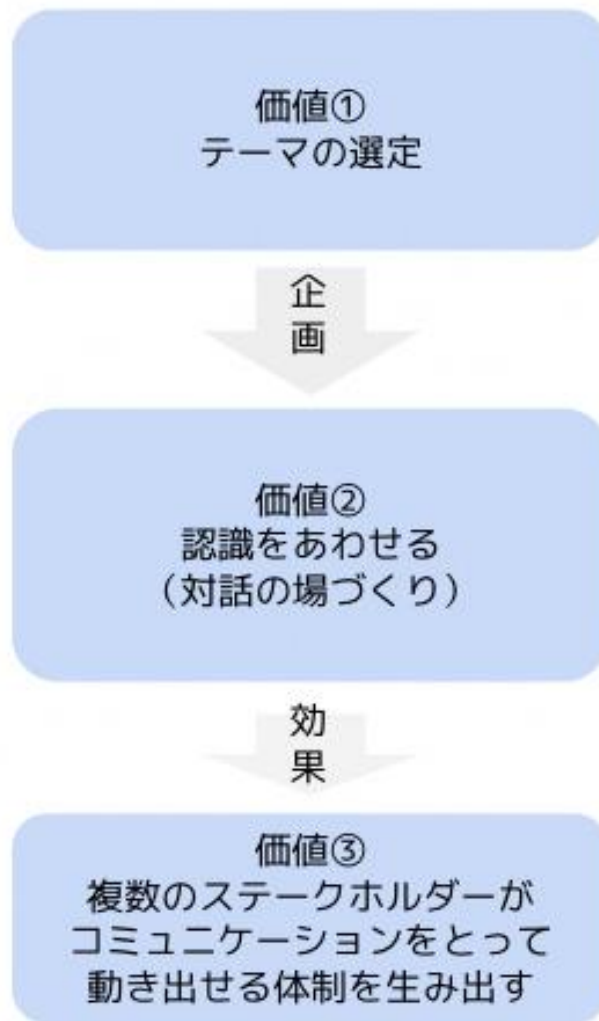 価値①
テーマの選定
企
画
価値②
認識をあわせる
（対話の場づくり）
効
果
価値③
複数のステークホルダーが
コミュニケーションをとって
動き出せる体制を生み出す